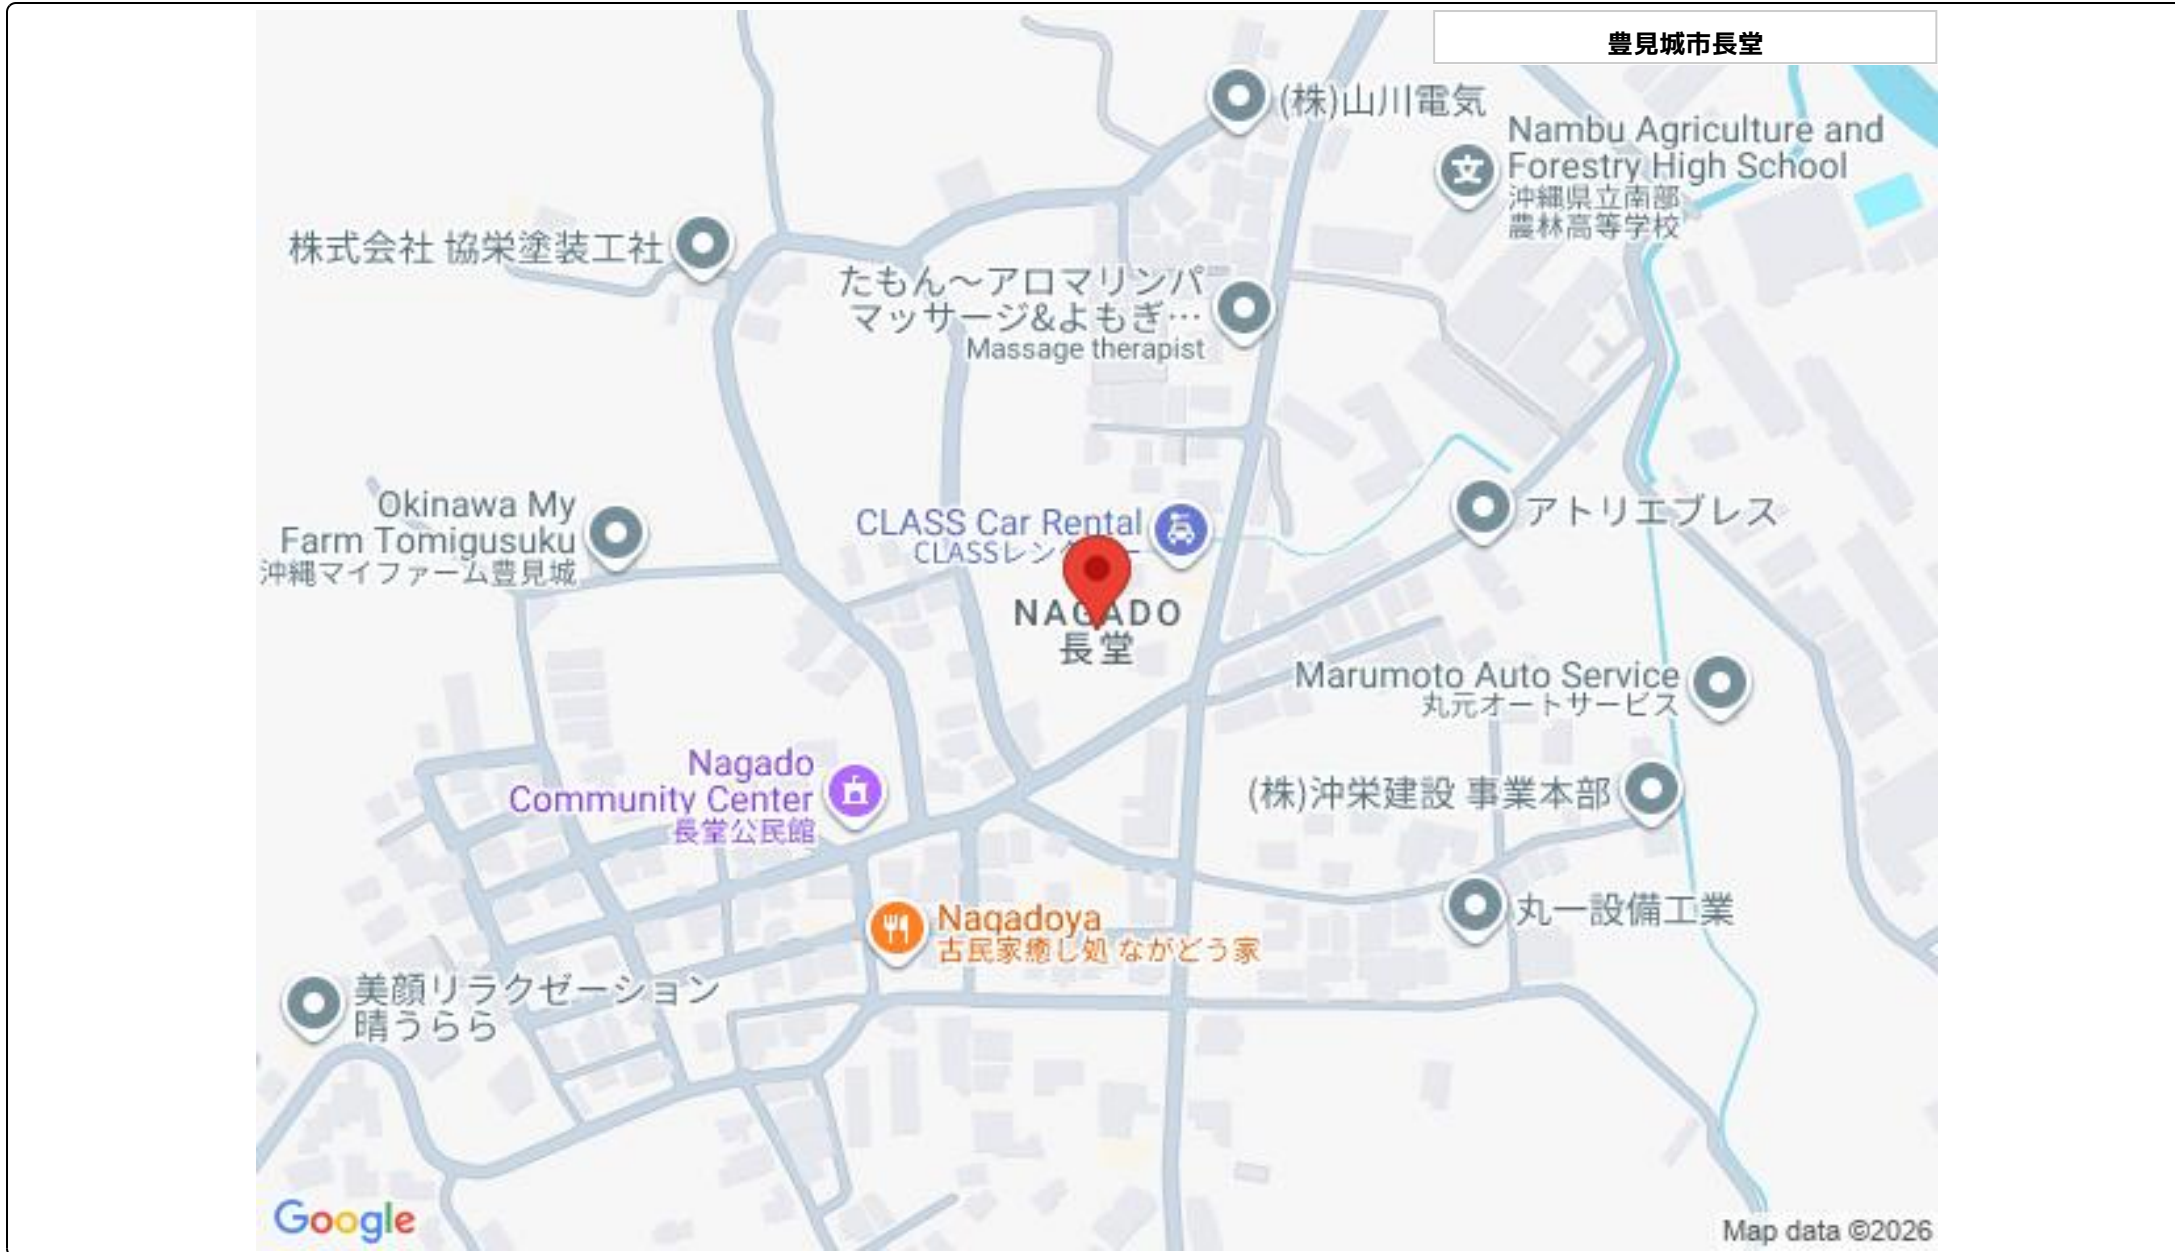 豊見城市長堂
(株)山川電気
Nambu Agriculture and
Forestry High School
沖縄県立南部
農林高等学校
株式会社 協栄塗装工社
たもん〜アロマリンパ
マッサージ&よもぎ…
Massage therapist
Okinawa My
Farm Tomigusuku
沖縄マイファーム豊見城
CLASS Car Rental
アトリエブレス
NAGADO
長堂
Marumoto Auto Service
丸元オートサービス
Nagado
Community Center
長堂公民館
(株)沖栄建設 事業本部
Nagadoya
古民家癒し処 ながどう家
丸一設備工業
美顔リラクゼーション
晴うらら
Google
Map data ©2026